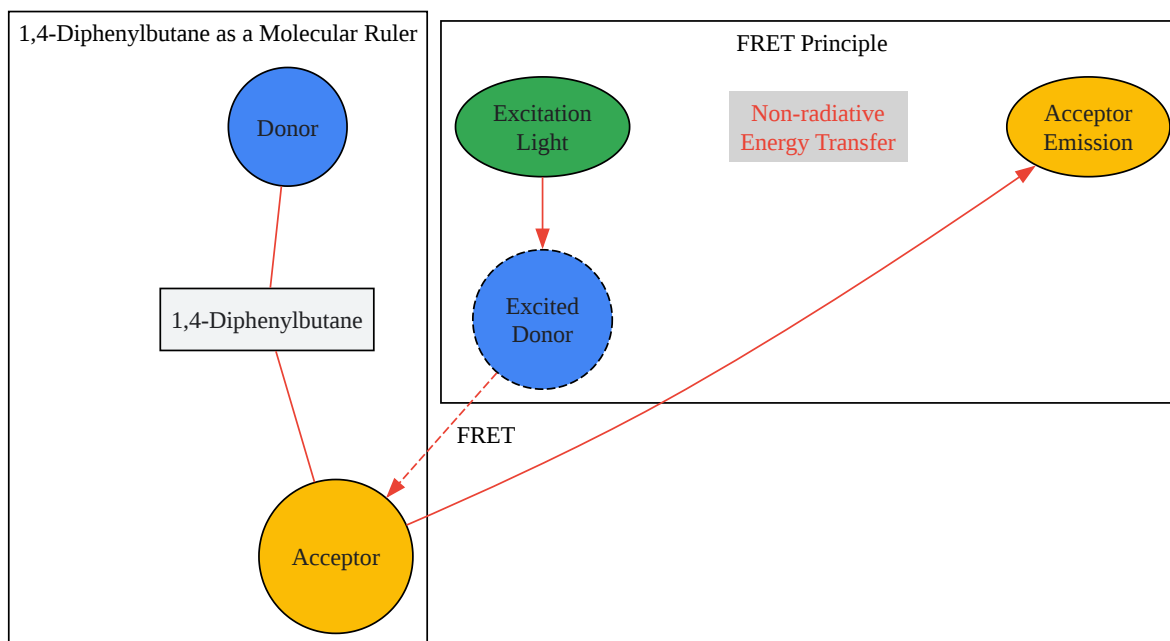 1,4-Diphenylbutane as a Molecular Ruler
Donor
1,4-Diphenylbutane
Acceptor
FRET Principle
Excitation
Light
Non-radiative
Energy Transfer
Acceptor
Emission
Excited
Donor
FRET